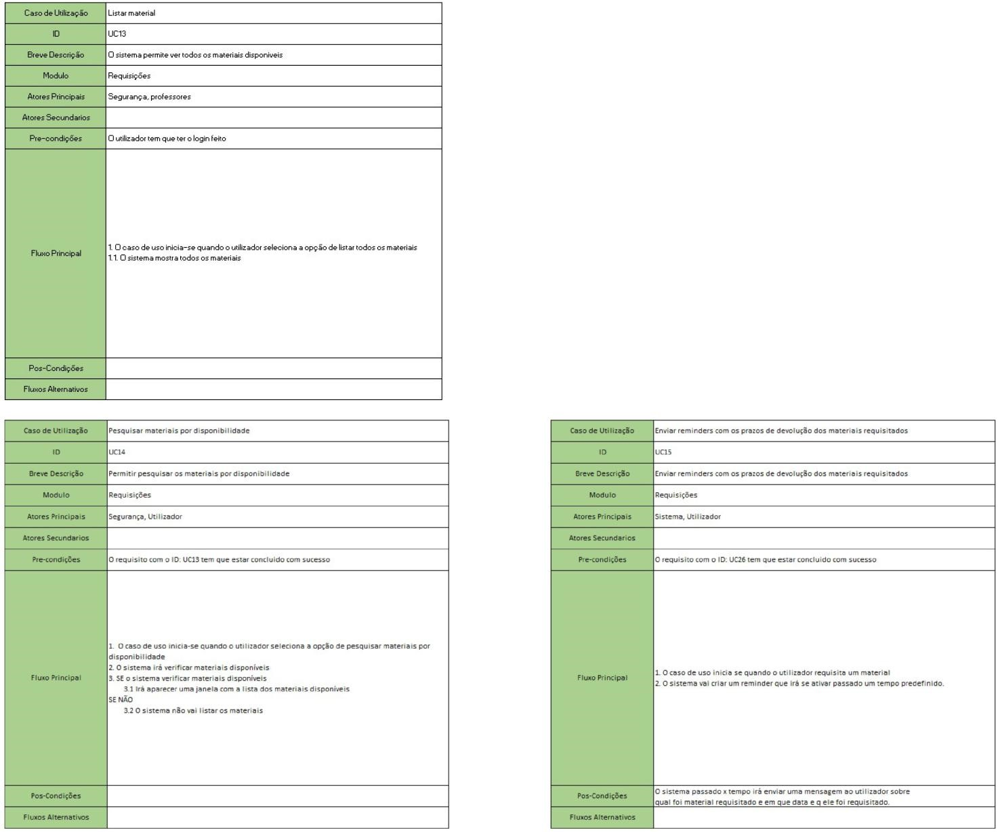 Caso de Utilização Listar material
ID UC13
Breve Descrição O sistema permite ver todos os materiais disponiveis
Modulo Requisições
Atores Principais Segurança, professores
Atores Secundarios
Pre-condições O utilizador tem que ter o login feito
Fluxo Principal
1. O caso de uso inicia-se quando o utilizador seleciona a opção de listar todos os materiais
1.1. O sistema mostra todos os materiais
Pos-Condições
Fluxos Alternativos
Caso de Utilização Pesquisar materiais por disponibilidade
ID UC14
Breve Descrição Permitir pesquisar os materiais por disponibilidade
Modulo Requisições
Atores Principais Segurança, Utilizador
Atores Secundarios
Pre-condições O requisito com o ID: UC13 tem que estar concluido com sucesso
Fluxo Principal
1. O caso de uso inicia-se quando o utilizador seleciona a opção de pesquisar materiais por
disponibilidade
2. O sistema irá verificar materiais disponíveis
3. SE o sistema verificar materiais disponíveis
3.1 Irá aparecer uma janela com a lista dos materiais disponíveis
SE NÃO
3.2 O sistema não vai listar os materiais
Pos-Condições
Fluxos Alternativos
Caso de Utilização Enviar reminders com os prazos de devolução dos materiais requisitados
ID UC15
Breve Descrição Enviar reminders com os prazos de devolução dos materiais requisitados
Modulo Requisições
Atores Principais Sistema, Utilizador
Atores Secundarios
Pre-condições O requisito com o ID: UC26 tem que estar concluido com sucesso
Fluxo Principal
1. O caso de uso inicia se quando o utilizador requisita um material
2. O sistema vai criar um reminder que irá se ativar passado um tempo predefinido.
Pos-Condições
O sistema passado x tempo irá enviar uma mensagem ao utilizador sobre
qual foi material requisitado e em que data e q ele foi requisitado.
Fluxos Alternativos